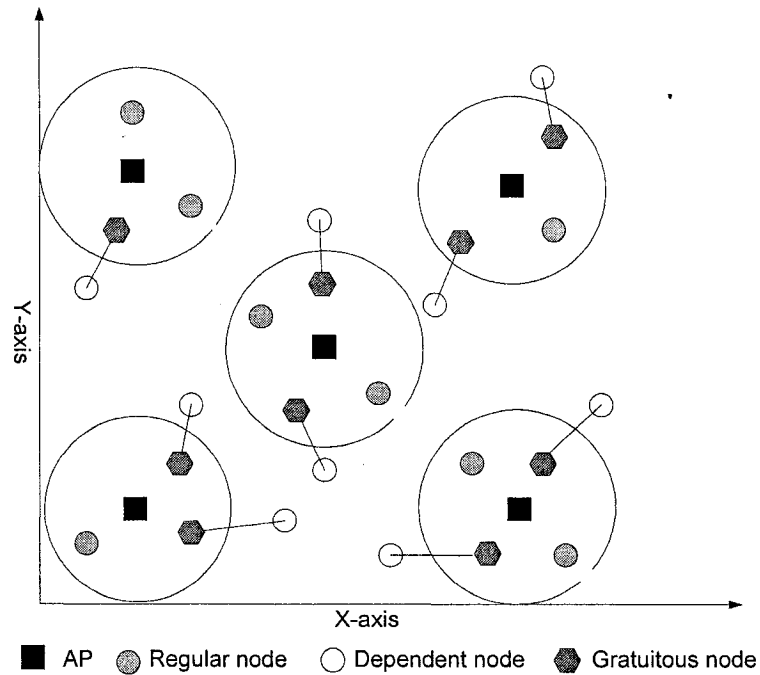 Y-axis
X-axis
AP
Regular node
Dependent node
Gratuitous node